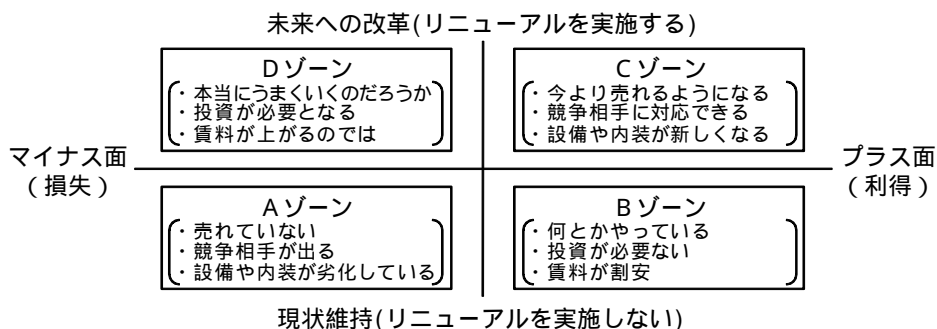 未来への改革(リニューアルを実施する)
Dゾーン
・本当にうまくいくのだろうか
・投資が必要となる
・賃料が上がるのでは
Cゾーン
・今より売れるようになる
・競争相手に対応できる
・設備や内装が新しくなる
マイナス面
(損失)
プラス面
(利得)
Aゾーン
・売れていない
・競争相手が出る
・設備や内装が劣化している
Bゾーン
・何とかやっている
・投資が必要ない
・賃料が割安
現状維持(リニューアルを実施しない)